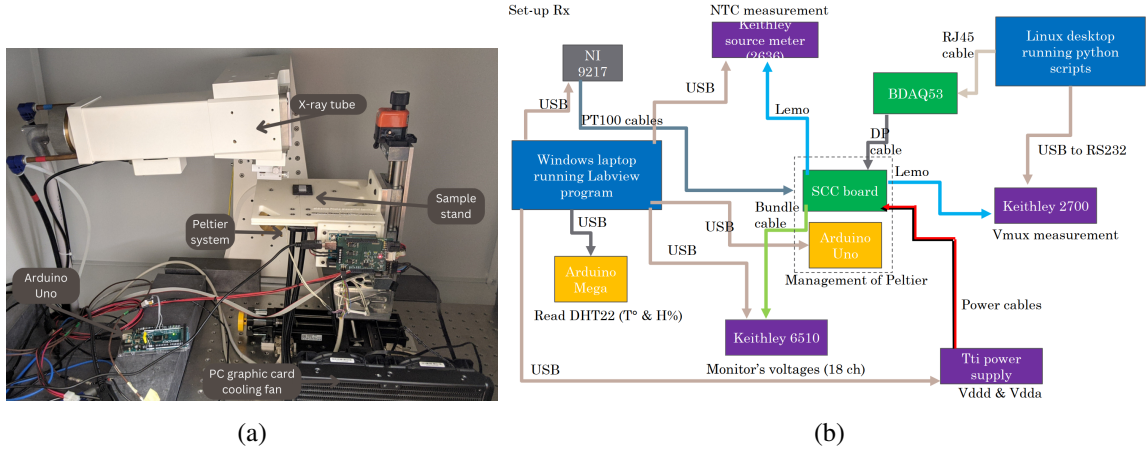 X-ray tube
Sample
stand
Peltier
system
Arduino
Uno
PC graphic card
cooling fan
(a)
Set-up Rx
NTC measurement
Keithley
source meter
(2636)
NI
9217
RJ45
cable
Linux desktop
running python
scripts
BDAQ53
USB
USB
PT100 cables
Lemo
DP
cable
USB to RS232
Windows laptop
running Labview
program
SCC board
Lemo
Keithley 2700
Vmux measurement
Bundle
cable
USB
USB
USB
Arduino
Uno
Arduino
Mega
Management of Peltier
Read DHT22 (T° & H%)
Power cables
Keithley 6510
USB
Monitor's voltages (18 ch)
Tti power
supply
Vddd & Vdda
(b)